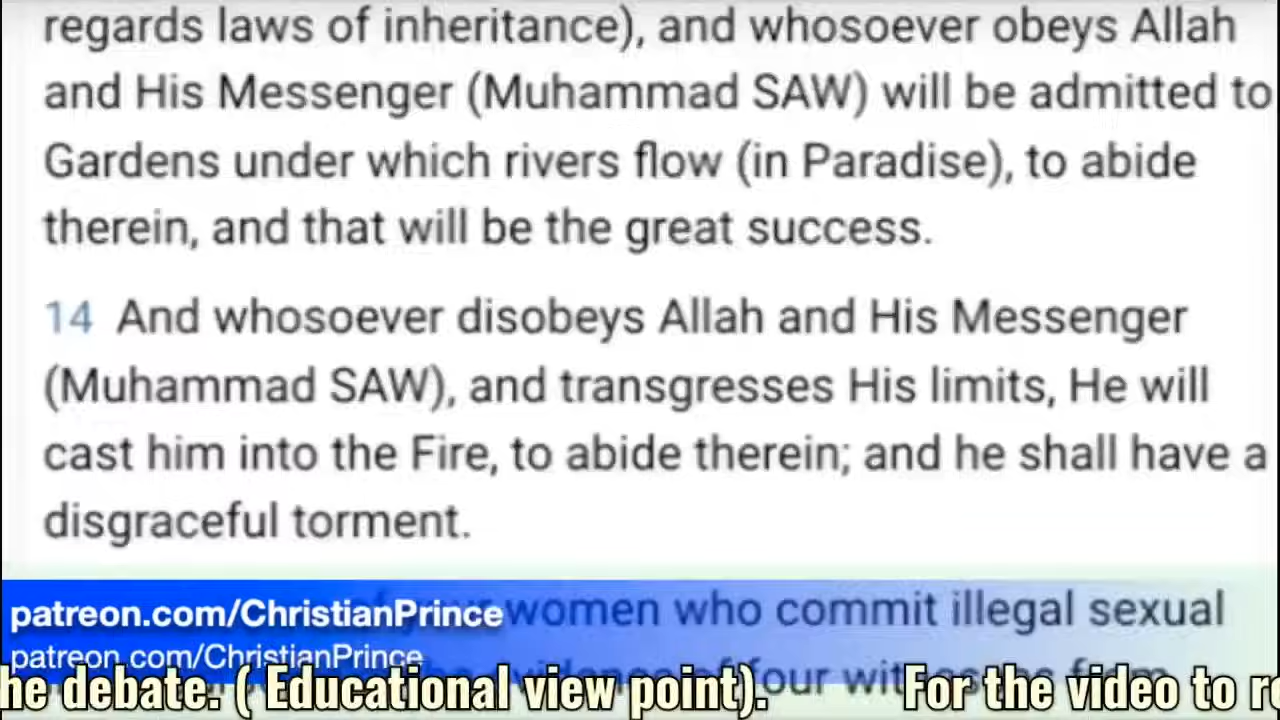 regards laws of inheritance), and whosoever obeys Allah
and His Messenger (Muhammad SAW) will be admitted to
Gardens under which rivers flow (in Paradise), to abide
therein, and that will be the great success.
14 And whosoever disobeys Allah and His Messenger
(Muhammad SAW), and transgresses His limits, He will
cast him into the Fire, to abide therein; and he shall have a
disgraceful torment.
patreon.com/ChristianPrince women who commit illegal sexual
patreon.com/ChristianPrince
of four
he debate. ( Educational view point). For the video to re